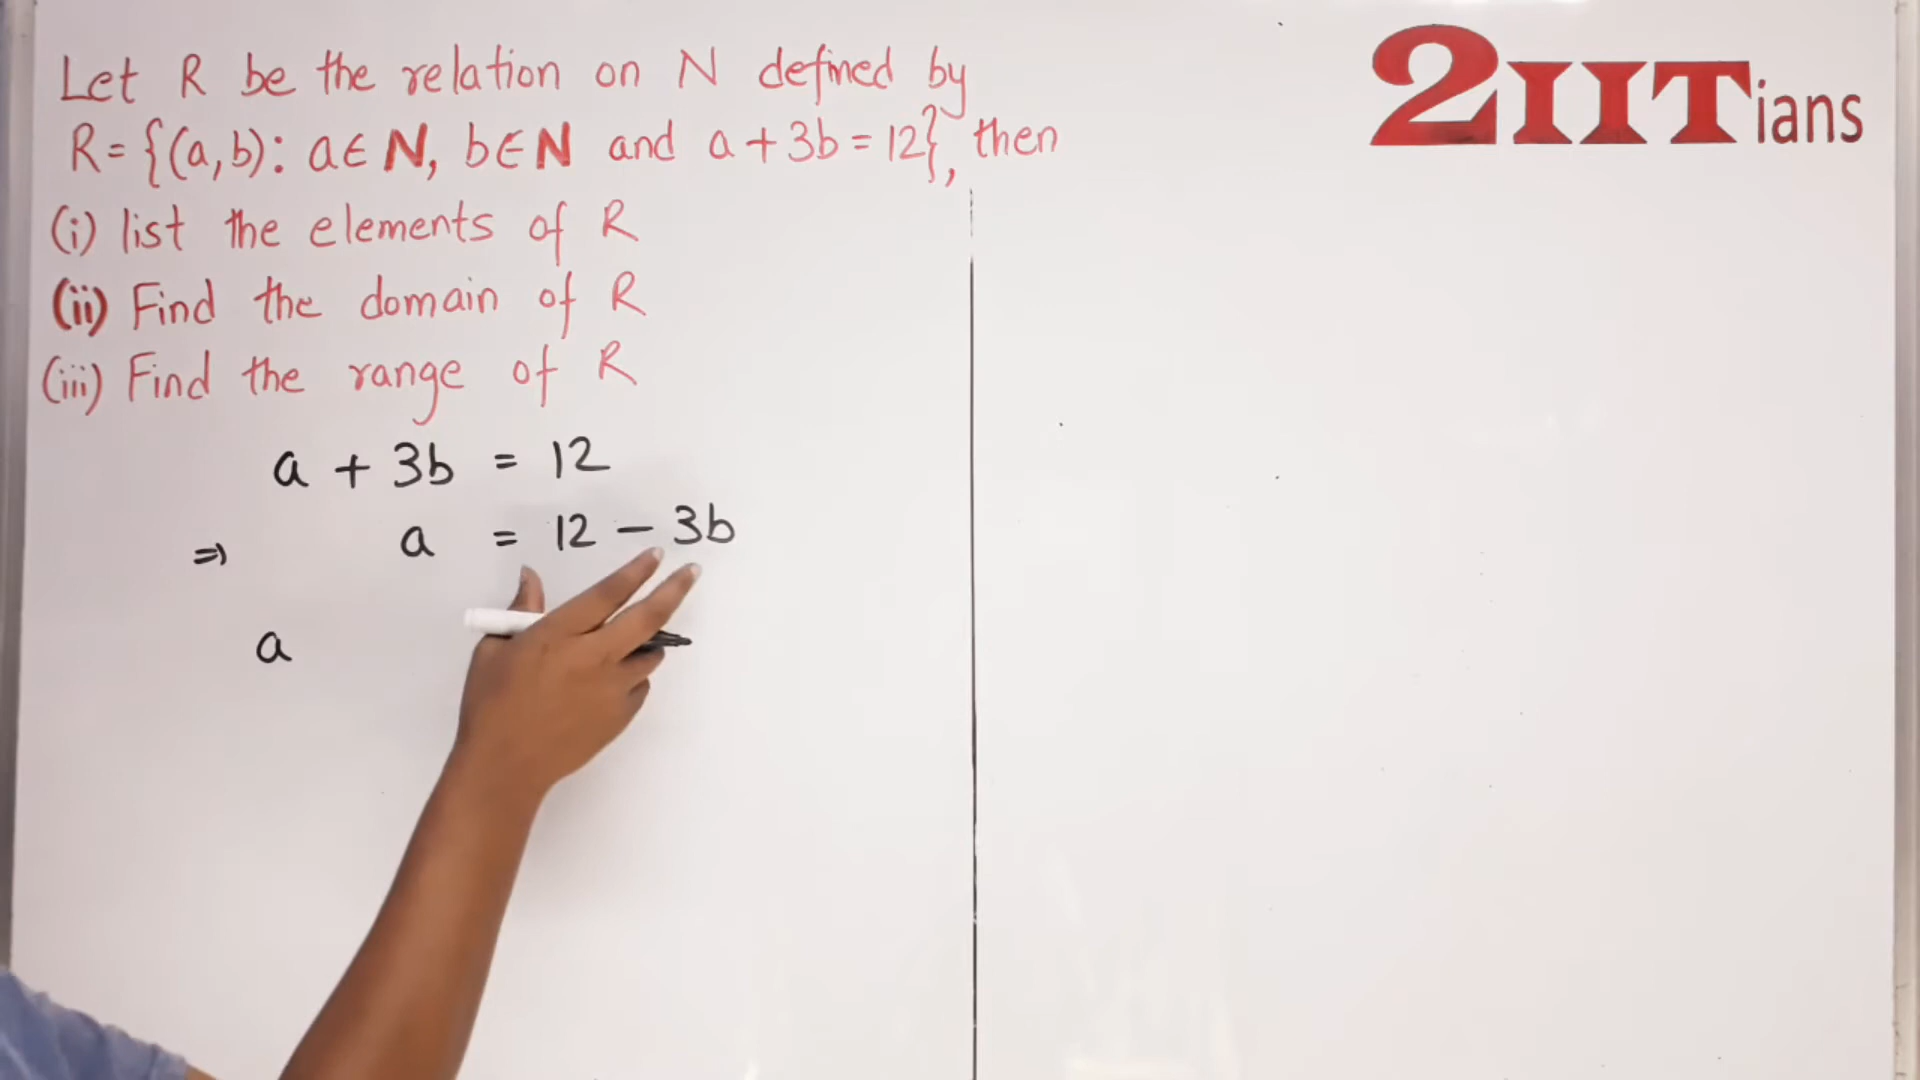 Let R be the relation on N defined by
R = {(a, b) : a ∈ N, b ∈ N and a + 3b = 12}, then
(i) list the elements of R
(ii) Find the domain of R
(iii) Find the range of R
a + 3b = 12
⇒ a = 12 - 3b
a
2IITians